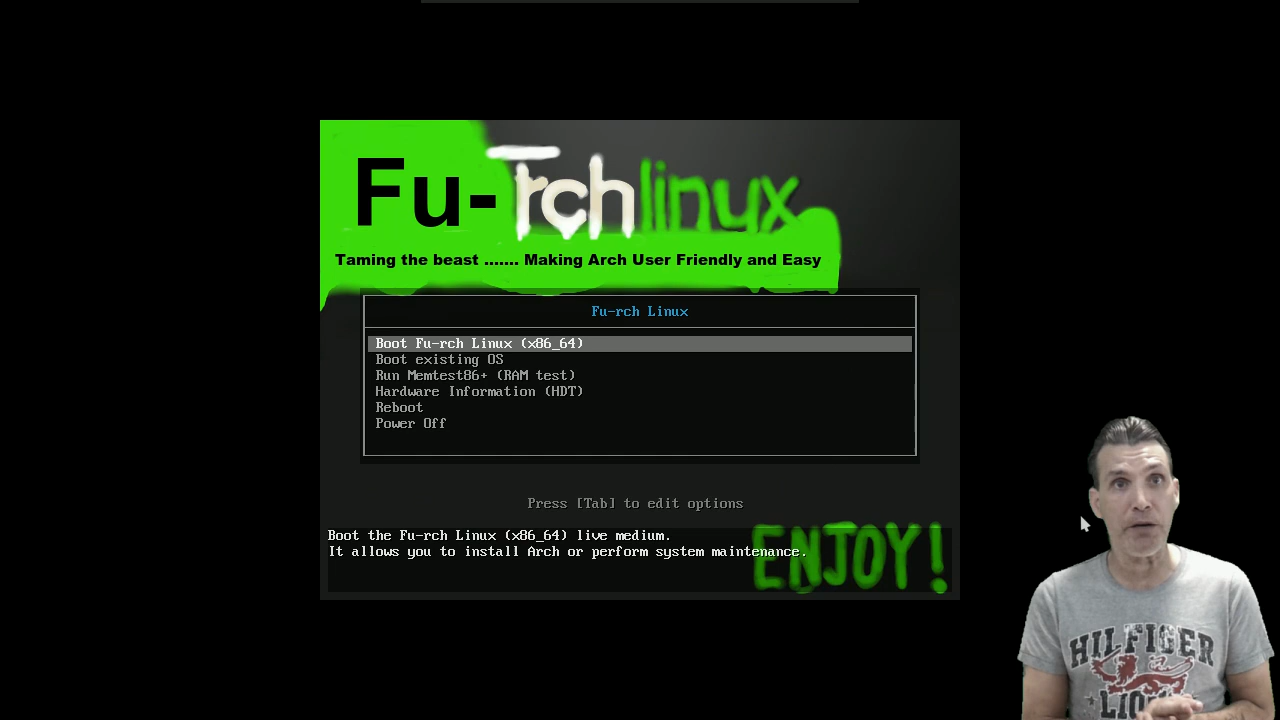 Fu-rchlinux
Taming the beast ....... Making Arch User Friendly and Easy
Fu-rch Linux
Boot Fu-rch Linux (x86_64)
Boot existing OS
Run Memtest86+ (RAM test)
Hardware Information (HDT)
Reboot
Power Off
Press [Tab] to edit options
Boot the Fu-rch Linux (x86_64) live medium.
It allows you to install Arch or perform system maintenance.
ENJOY!
HILFIGER